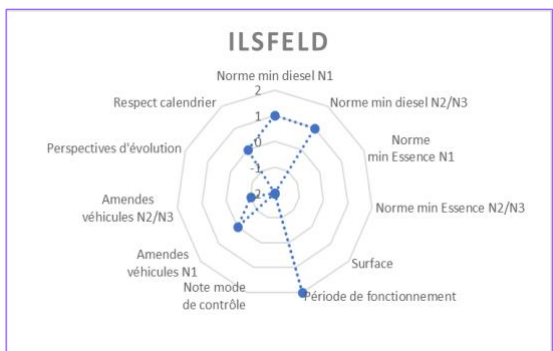 ILSFELD
Norme min diesel N1
2
Respect calendrier
Norme min diesel N2/N3
1
Perspectives d'évolution
0
Norme
min Essence N1
-1
Amendes
véhicules N2/N3
-2
Norme min Essence N2/N3
Amendes
véhicules N1
Surface
Note mode
de contrôle
Période de fonctionnement